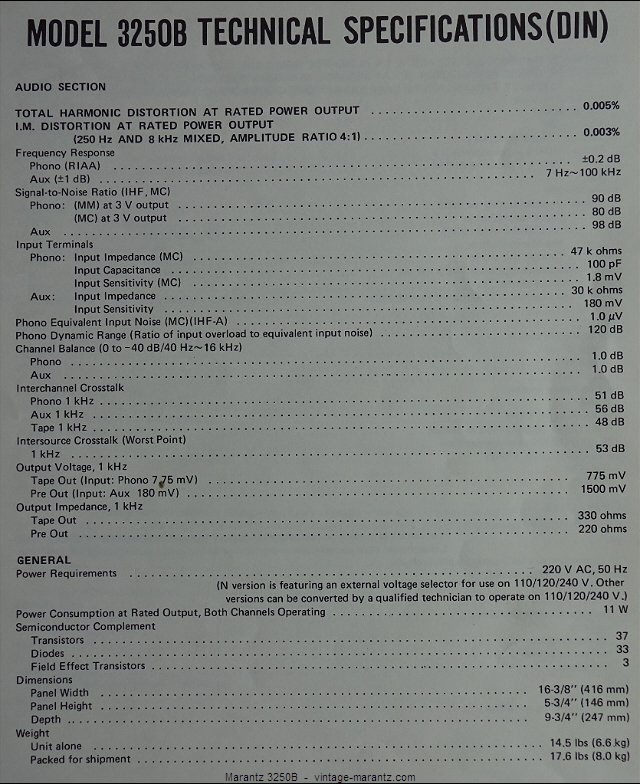 MODEL 3250B TECHNICAL SPECIFICATIONS(DIN)
AUDIO SECTION
TOTAL HARMONIC DISTORTION AT RATED POWER OUTPUT .......... 0.005%
I.M. DISTORTION AT RATED POWER OUTPUT
(250 Hz AND 8 kHz MIXED, AMPLITUDE RATIO 4:1) .......... 0.003%
Frequency Response
Phono (RIAA) .......... ±0.2 dB
Aux (±1 dB) .......... 7 Hz~100 kHz
Signal-to-Noise Ratio (IHF, MC)
Phono: (MM) at 3 V output .......... 90 dB
(MC) at 3 V output .......... 80 dB
Aux .......... 98 dB
Input Terminals
Phono: Input Impedance (MC) .......... 47 k ohms
Input Capacitance .......... 100 pF
Input Sensitivity (MC) .......... 1.8 mV
Aux: Input Impedance .......... 30 k ohms
Input Sensitivity .......... 180 mV
Phono Equivalent Input Noise (MC)(IHF-A) .......... 1.0 μV
Phono Dynamic Range (Ratio of input overload to equivalent input noise) .......... 120 dB
Channel Balance (0 to −40 dB/40 Hz~16 kHz)
Phono .......... 1.0 dB
Aux .......... 1.0 dB
Interchannel Crosstalk
Phono 1 kHz .......... 51 dB
Aux 1 kHz .......... 56 dB
Tape 1 kHz .......... 48 dB
Intersource Crosstalk (Worst Point)
1 kHz .......... 53 dB
Output Voltage, 1 kHz
Tape Out (Input: Phono 7.75 mV) .......... 775 mV
Pre Out (Input: Aux 180 mV) .......... 1500 mV
Output Impedance, 1 kHz
Tape Out .......... 330 ohms
Pre Out .......... 220 ohms
GENERAL
Power Requirements .......... 220 V AC, 50 Hz
(N version is featuring an external voltage selector for use on 110/120/240 V. Other
versions can be converted by a qualified technician to operate on 110/120/240 V.)
Power Consumption at Rated Output, Both Channels Operating .......... 11 W
Semiconductor Complement
Transistors .......... 37
Diodes .......... 33
Field Effect Transistors .......... 3
Dimensions
Panel Width .......... 16-3/8'' (416 mm)
Panel Height .......... 5-3/4'' (146 mm)
Depth .......... 9-3/4'' (247 mm)
Weight
Unit alone .......... 14.5 lbs (6.6 kg)
Packed for shipment .......... 17.6 lbs (8.0 kg)
Marantz 3250B - vintage-marantz.com